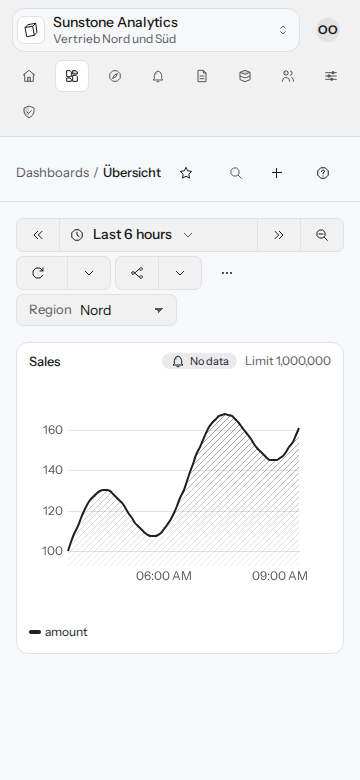 Sunstone Analytics
Vertrieb Nord und Süd
OO
Dashboards / Übersicht
Last 6 hours
Region Nord
Sales No data Limit 1,000,000
160
140
120
100
06:00 AM 09:00 AM
amount